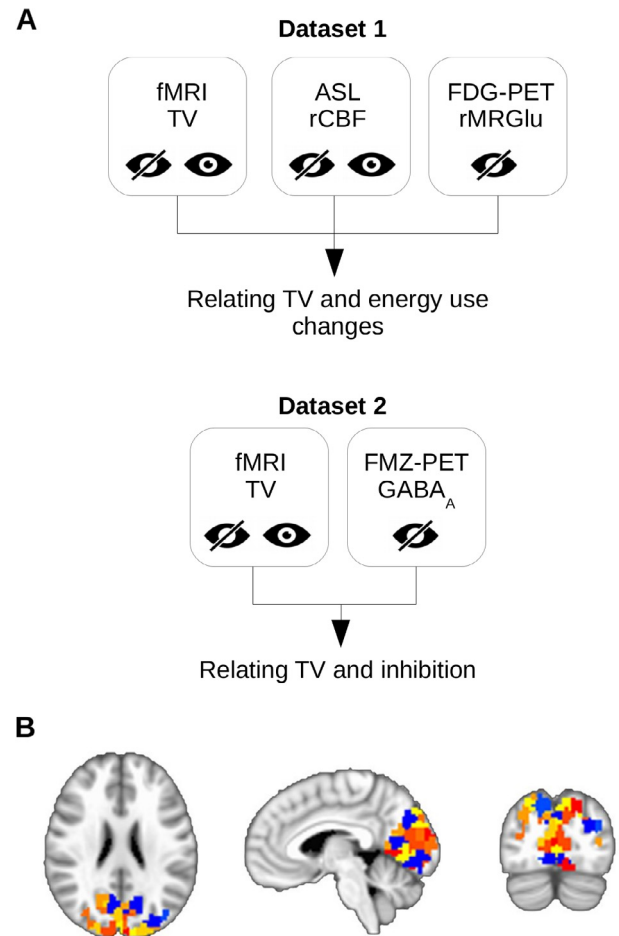 A
Dataset 1
fMRI
TV
ASL
rCBF
FDG-PET
rMRGlu
Relating TV and energy use
changes
Dataset 2
fMRI
TV
FMZ-PET
GABA_A
Relating TV and inhibition
B